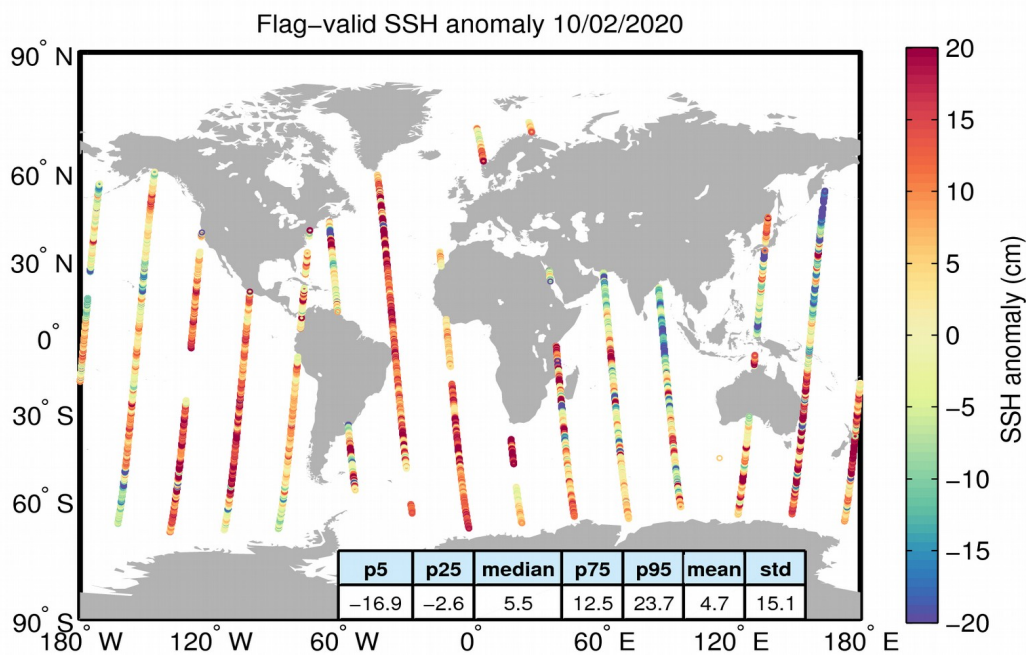 Flag−valid SSH anomaly 10/02/2020
90° N
60° N
30° N
0°
30° S
60° S
90° S
180° W 120° W 60° W 0° 60° E 120° E 180° E
p5 p25 median p75 p95 mean std
−16.9 −2.6 5.5 12.5 23.7 4.7 15.1
20
15
10
5
0
−5
−10
−15
−20
SSH anomaly (cm)